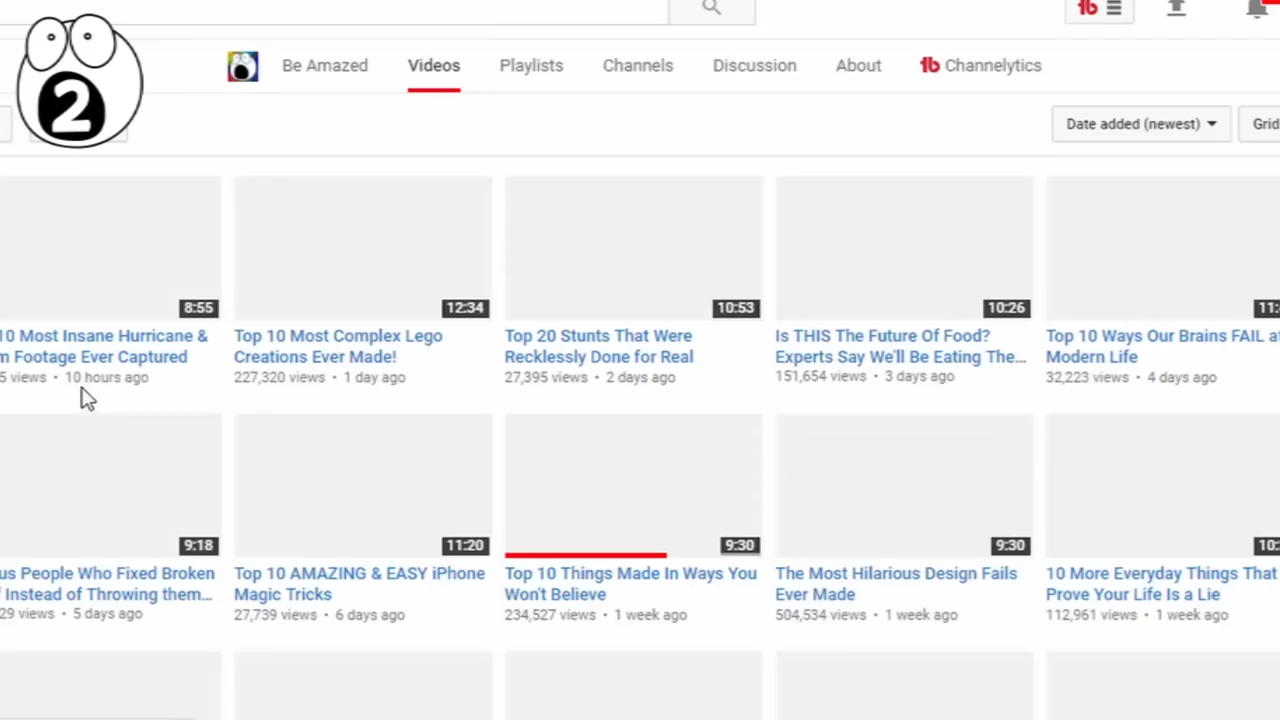 2
Be Amazed Videos Playlists Channels Discussion About Channelytics
Date added (newest) Grid
8:55 12:34 10:53 10:26 11:
10 Most Insane Hurricane &
Footage Ever Captured
5 views • 10 hours ago
Top 10 Most Complex Lego
Creations Ever Made!
227,320 views • 1 day ago
Top 20 Stunts That Were
Recklessly Done for Real
27,395 views • 2 days ago
Is THIS The Future Of Food?
Experts Say We'll Be Eating The...
151,654 views • 3 days ago
Top 10 Ways Our Brains FAIL at
Modern Life
32,223 views • 4 days ago
9:18 11:20 9:30 9:30 10:
us People Who Fixed Broken
Instead of Throwing them...
29 views • 5 days ago
Top 10 AMAZING & EASY iPhone
Magic Tricks
27,739 views • 6 days ago
Top 10 Things Made In Ways You
Won't Believe
234,527 views • 1 week ago
The Most Hilarious Design Fails
Ever Made
504,534 views • 1 week ago
10 More Everyday Things That
Prove Your Life Is a Lie
112,961 views • 1 week ago